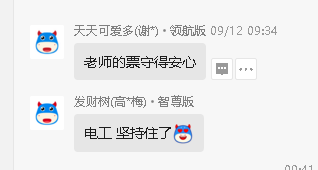 天天可爱多(谢*)•领航版 09/12 09:34
老师的票守得安心
发财树(高*梅)•智尊版
电工 坚持住了